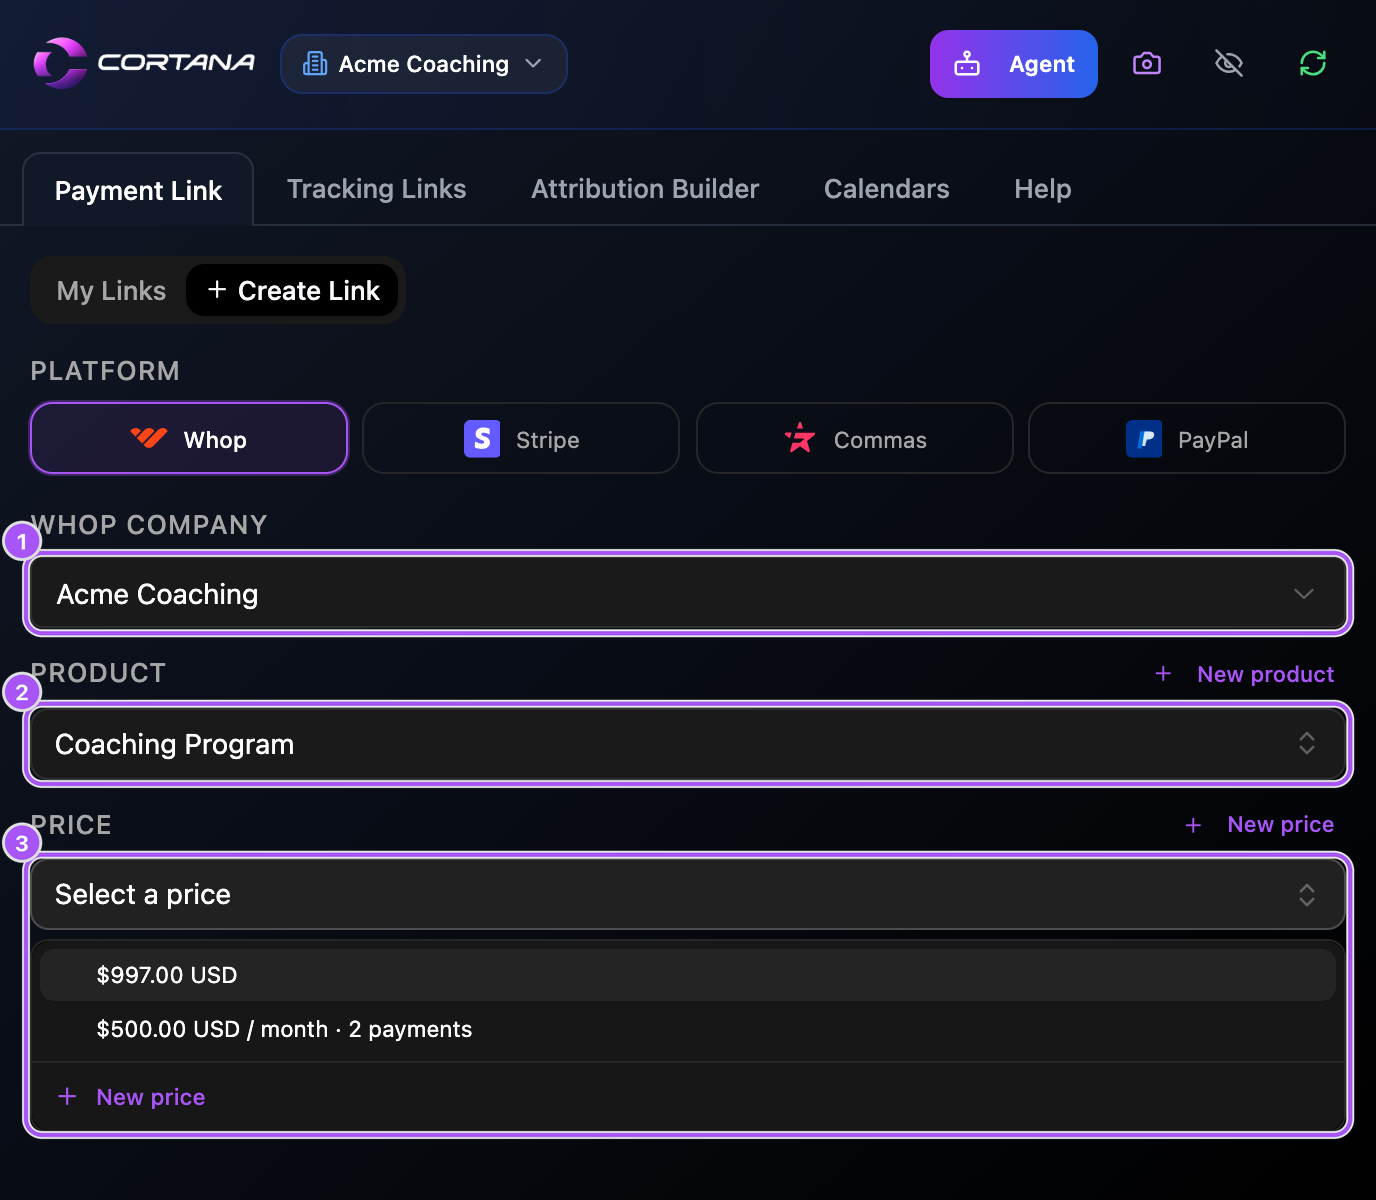 CORTANA
Acme Coaching
Agent
Payment Link
Tracking Links
Attribution Builder
Calendars
Help
My Links
+ Create Link
PLATFORM
Whop
S Stripe
Commas
P PayPal
WHOP COMPANY
1
Acme Coaching
PRODUCT
+ New product
2
Coaching Program
PRICE
+ New price
3
Select a price
$997.00 USD
$500.00 USD / month · 2 payments
+ New price